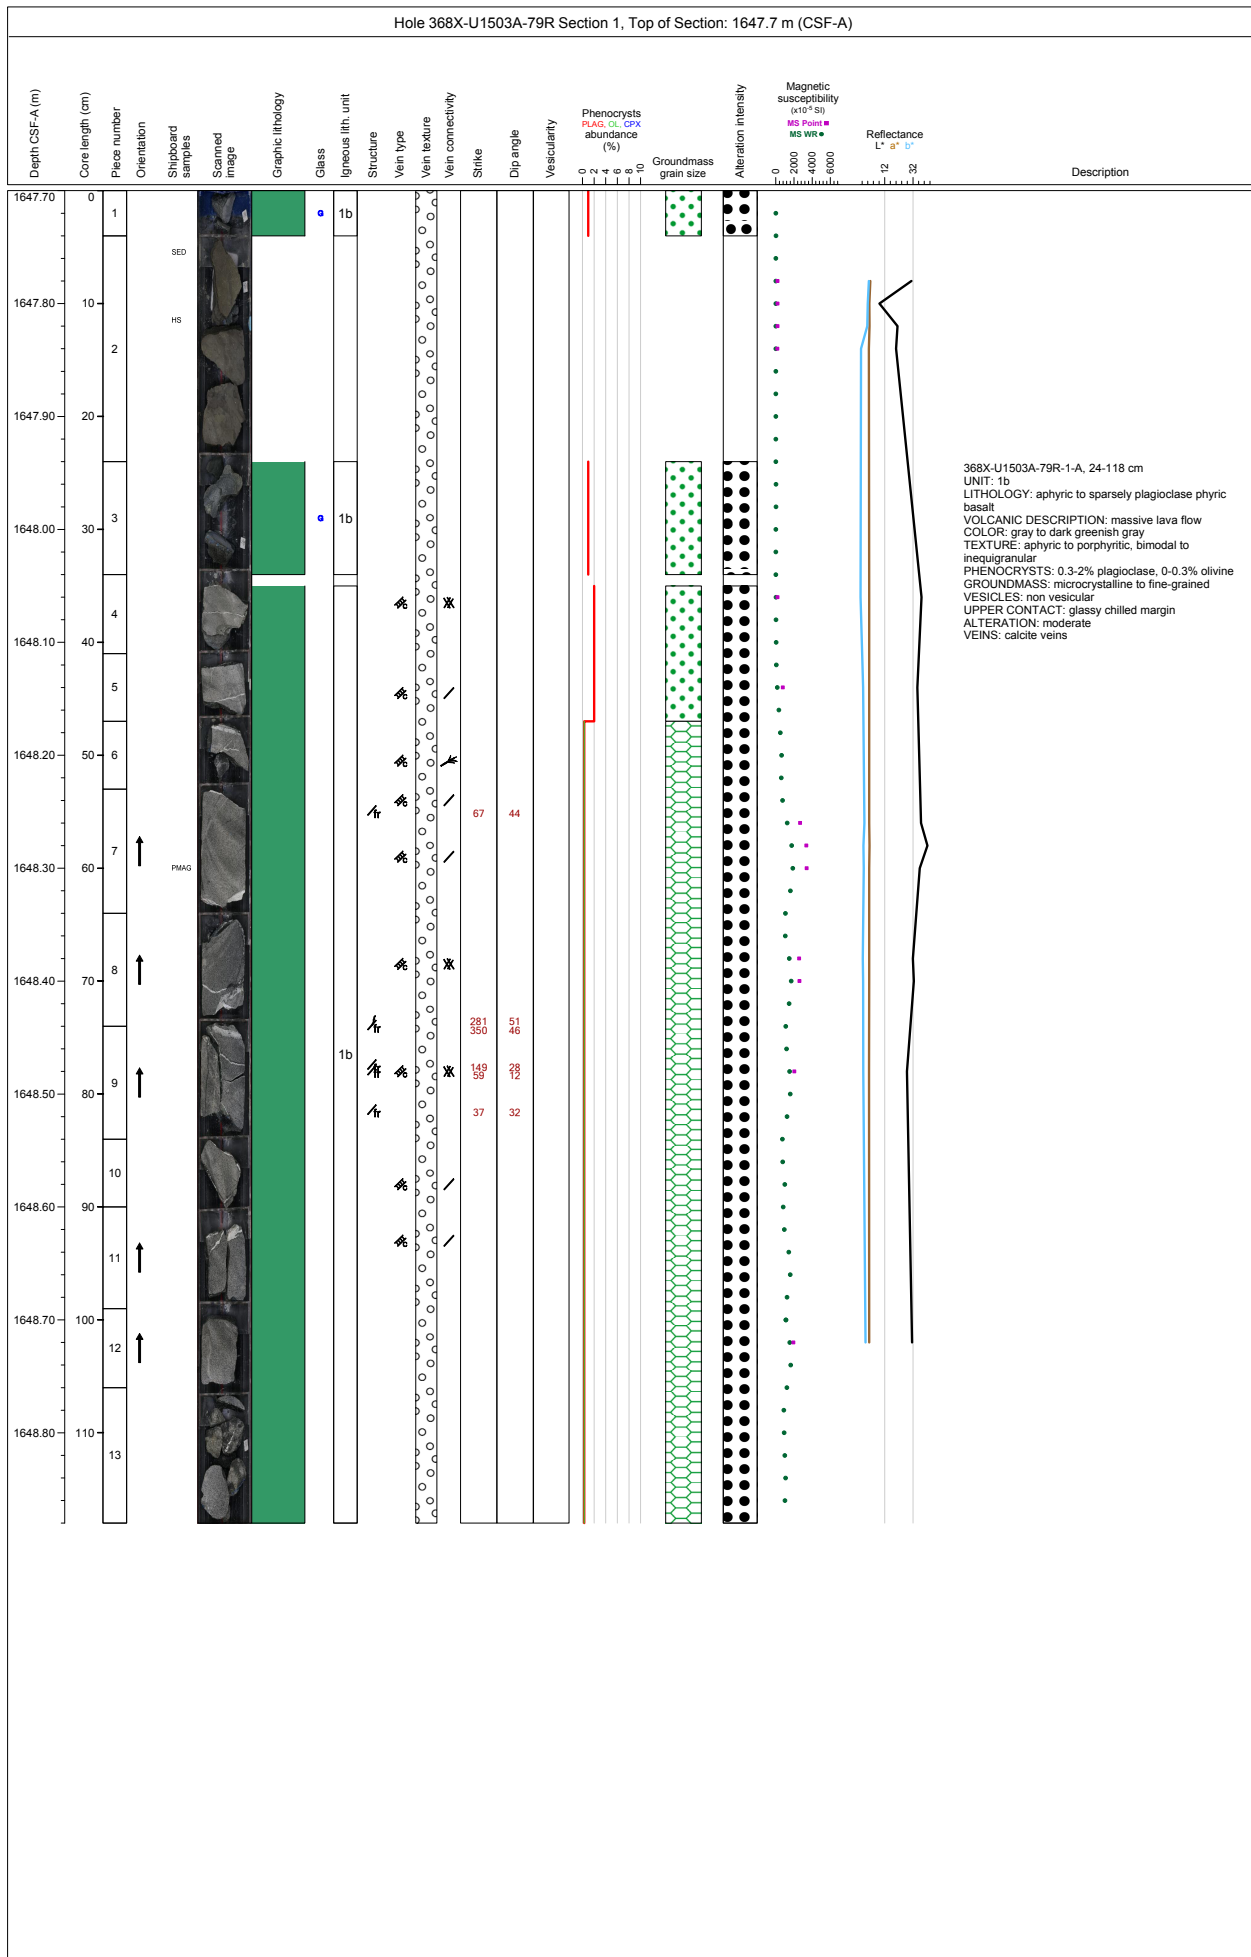 Hole 368X-U1503A-79R Section 1, Top of Section: 1647.7 m (CSF-A)
Depth CSF-A (m)
Core length (cm)
Piece number
Orientation
Shipboard
samples
Scanned
image
Graphic lithology
Glass
Igneous lith. unit
Structure
Vein type
Vein texture
Vein connectivity
Strike
Dip angle
Vesicularity
Phenocrysts
PLAG, OL, CPX
abundance
(%)
0 2 4 6 8 10
Groundmass
grain size
Alteration intensity
Magnetic
susceptibility
(x10-5 SI)
MS Point
MS WR
0 2000 4000 6000
Reflectance
L* a* b*
12 32
Description
1647.70 0
1 G 1b
SED
1647.80 10
HS
2
1647.90 20
368X-U1503A-79R-1-A, 24-118 cm
UNIT: 1b
LITHOLOGY: aphyric to sparsely plagioclase phyric
basalt
VOLCANIC DESCRIPTION: massive lava flow
COLOR: gray to dark greenish gray
TEXTURE: aphyric to porphyritic, bimodal to
inequigranular
PHENOCRYSTS: 0.3-2% plagioclase, 0-0.3% olivine
GROUNDMASS: microcrystalline to fine-grained
VESICLES: non vesicular
UPPER CONTACT: glassy chilled margin
ALTERATION: moderate
VEINS: calcite veins
3 G 1b
1648.00 30
4
1648.10 40
5
1648.20 50
6
fr 67 44
7
1648.30 60
PMAG
8
1648.40 70
281 51
fr 350 46
1b
149 28
fr 59 12
9
1648.50 80
fr 37 32
10
1648.60 90
11
1648.70 100
12
1648.80 110
13